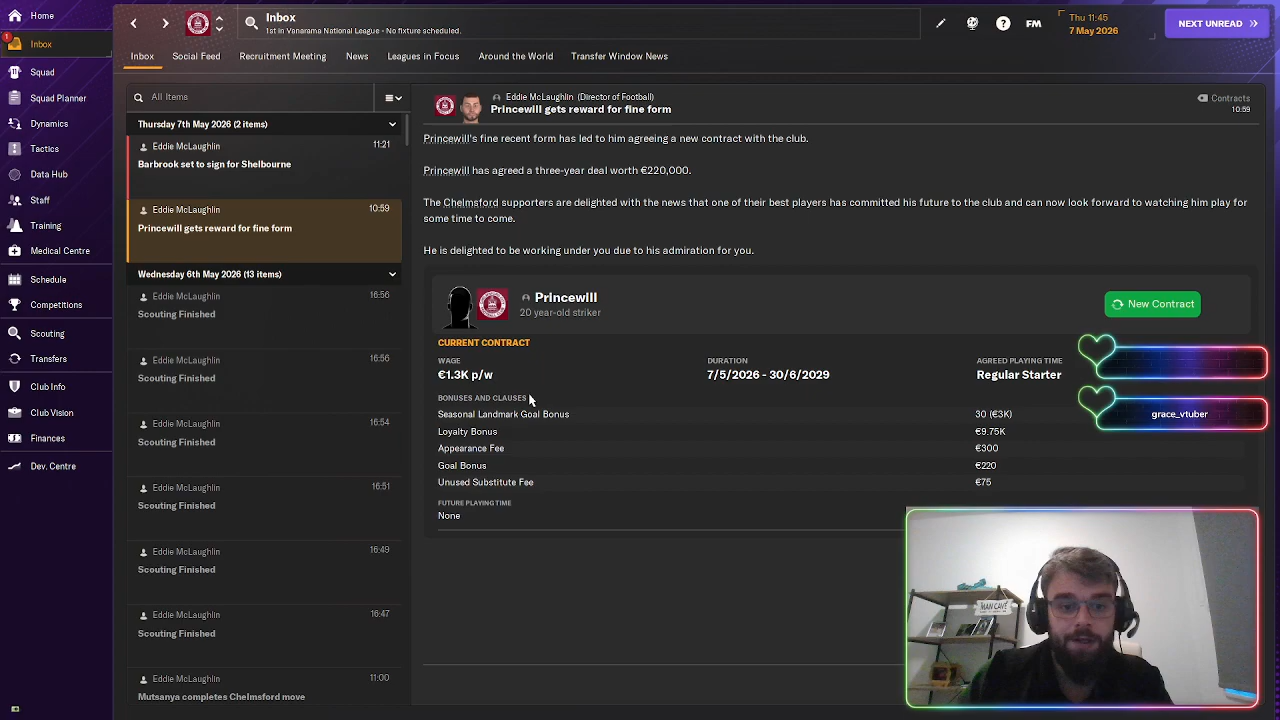 Home
1
Inbox
Squad
Squad Planner
Dynamics
Tactics
Data Hub
Staff
Training
Medical Centre
Schedule
Competitions
Scouting
Transfers
Club Info
Club Vision
Finances
Dev. Centre
Inbox
1st in Vanarama National League - No fixture scheduled.
?
FM
Thu 11:45
7 May 2026
NEXT UNREAD
Inbox
Social Feed
Recruitment Meeting
News
Leagues in Focus
Around the World
Transfer Window News
All Items
Thursday 7th May 2026 (2 items)
Eddie McLaughlin 11:21
Barbrook set to sign for Shelbourne
Eddie McLaughlin 10:59
Princewill gets reward for fine form
Wednesday 6th May 2026 (13 items)
Eddie McLaughlin 16:56
Scouting Finished
Eddie McLaughlin 16:56
Scouting Finished
Eddie McLaughlin 16:54
Scouting Finished
Eddie McLaughlin 16:51
Scouting Finished
Eddie McLaughlin 16:49
Scouting Finished
Eddie McLaughlin 16:47
Scouting Finished
Eddie McLaughlin 11:00
Mutsanya completes Chelmsford move
Eddie McLaughlin (Director of Football)
Princewill gets reward for fine form
Contracts
10:59
Princewill's fine recent form has led to him agreeing a new contract with the club.
Princewill has agreed a three-year deal worth €220,000.
The Chelmsford supporters are delighted with the news that one of their best players has committed his future to the club and can now look forward to watching him play for
some time to come.
He is delighted to be working under you due to his admiration for you.
Princewill
20 year-old striker
New Contract
CURRENT CONTRACT
WAGE DURATION AGREED PLAYING TIME
€1.3K p/w 7/5/2026 - 30/6/2029 Regular Starter
BONUSES AND CLAUSES
Seasonal Landmark Goal Bonus 30 (€3K)
Loyalty Bonus €9.75K
Appearance Fee €300
Goal Bonus €220
Unused Substitute Fee €75
FUTURE PLAYING TIME
None
grace_vtuber
MAN CAVE